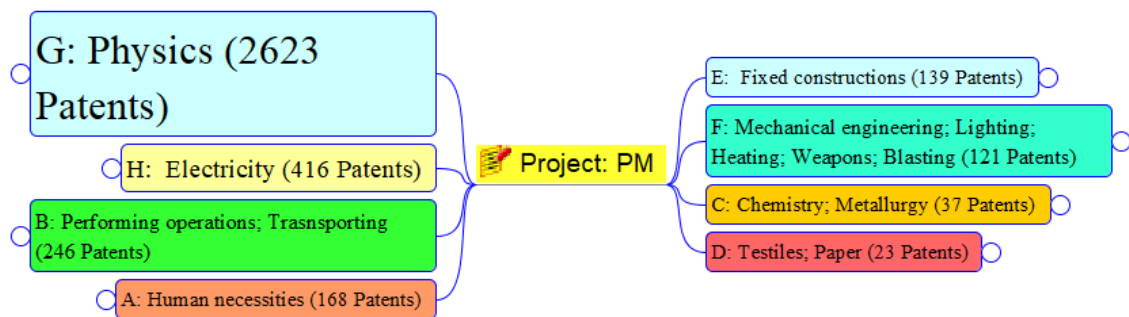 G: Physics (2623
Patents)
H: Electricity (416 Patents)
B: Performing operations; Trasnsporting
(246 Patents)
A: Human necessities (168 Patents)
Project: PM
E: Fixed constructions (139 Patents)
F: Mechanical engineering; Lighting;
Heating; Weapons; Blasting (121 Patents)
C: Chemistry; Metallurgy (37 Patents)
D: Testiles; Paper (23 Patents)